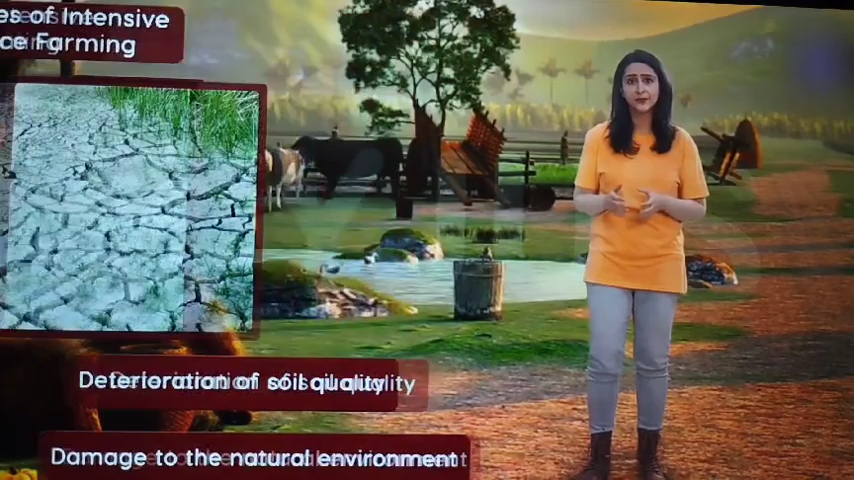 es of Intensive
ce Farming
Deterioration of soil quality
Damage to the natural environment